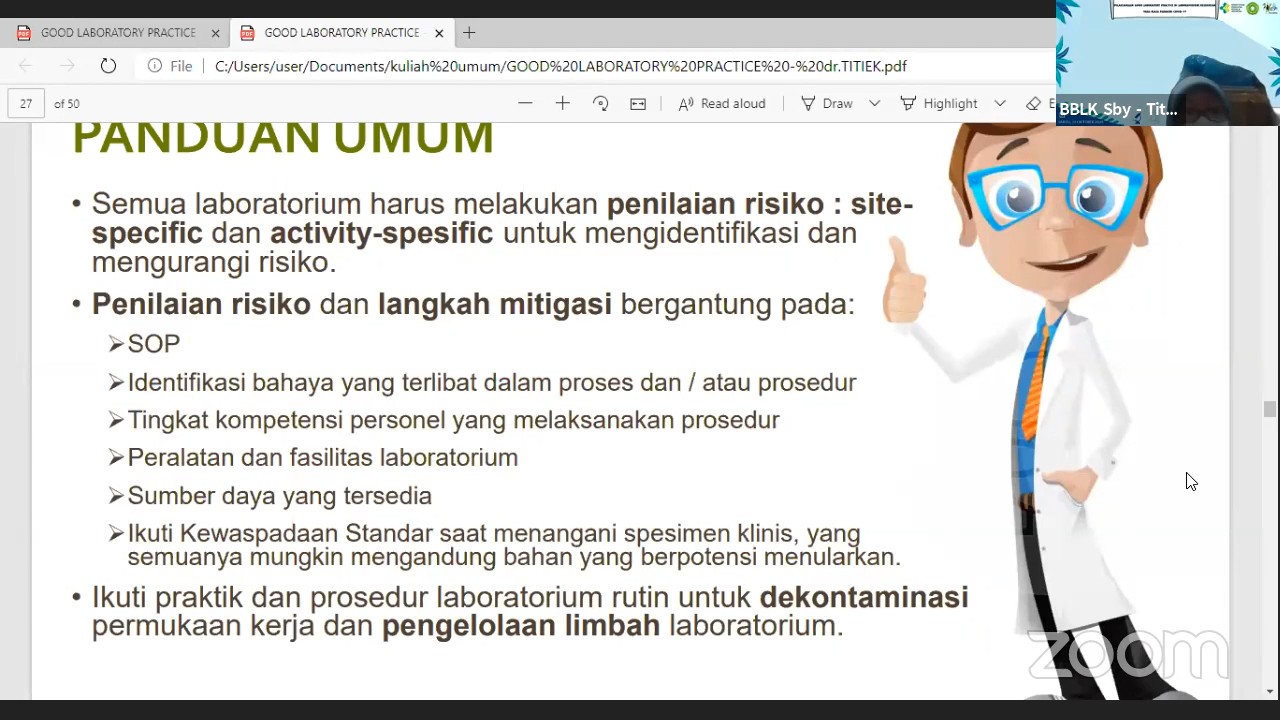 GOOD LABORATORY PRACTICE
GOOD LABORATORY PRACTICE
File
C:/Users/user/Documents/kuliah%20umum/GOOD%20LABORATORY%20PRACTICE%20-%20dr.TITIEK.pdf
27 of 50
Read aloud
Draw
Highlight
BBLK Sby - Tit...
PANDUAN UMUM
• Semua laboratorium harus melakukan penilaian risiko : site-
specific dan activity-spesific untuk mengidentifikasi dan
mengurangi risiko.
• Penilaian risiko dan langkah mitigasi bergantung pada:
➢SOP
➢Identifikasi bahaya yang terlibat dalam proses dan / atau prosedur
➢Tingkat kompetensi personel yang melaksanakan prosedur
➢Peralatan dan fasilitas laboratorium
➢Sumber daya yang tersedia
➢Ikuti Kewaspadaan Standar saat menangani spesimen klinis, yang
semuanya mungkin mengandung bahan yang berpotensi menularkan.
• Ikuti praktik dan prosedur laboratorium rutin untuk dekontaminasi
permukaan kerja dan pengelolaan limbah laboratorium.
zoom